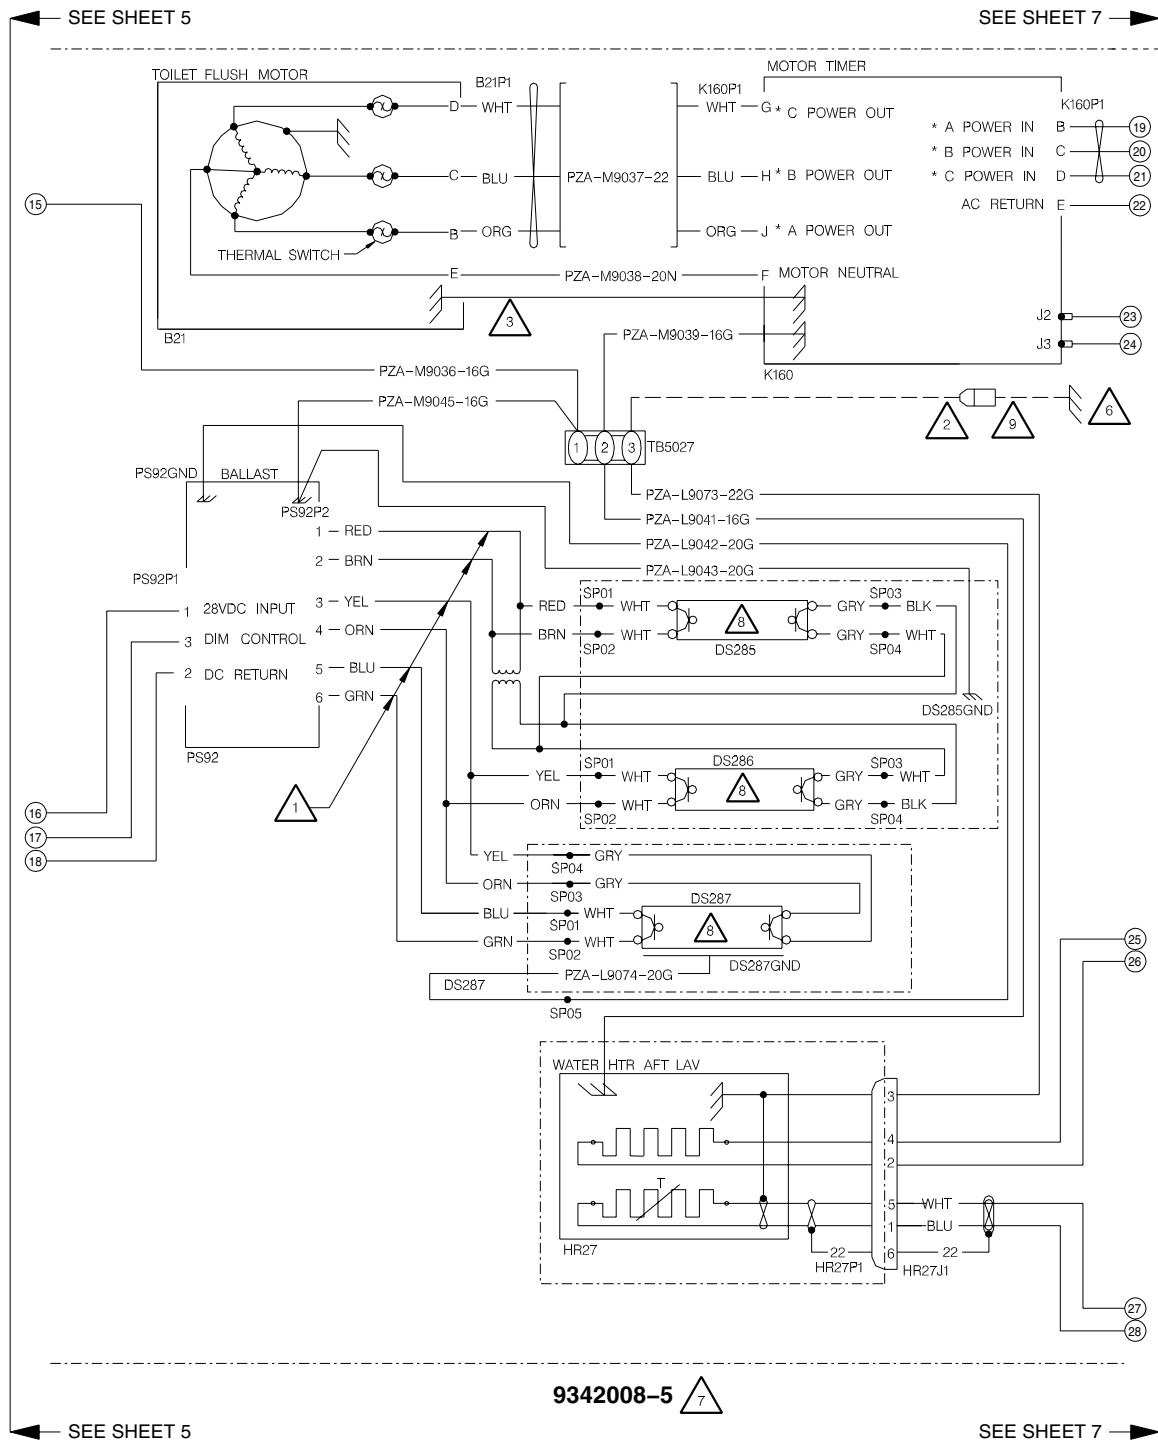 SEE SHEET 5
SEE SHEET 7
TOILET FLUSH MOTOR
B21P1
K160P1
MOTOR TIMER
K160P1
D WHT
WHT G * C POWER OUT
* A POWER IN B 19
* B POWER IN C 20
C BLU PZA-M9037-22 BLU H * B POWER OUT
* C POWER IN D 21
15
AC RETURN E 22
B ORG
ORG J * A POWER OUT
THERMAL SWITCH
E PZA-M9038-20N F MOTOR NEUTRAL
3
J2 23
B21
PZA-M9039-16G
J3 24
PZA-M9036-16G
K160
PZA-M9045-16G
2 9 6
1 2 3 TB5027
PS92GND BALLAST
PZA-L9073-22G
PS92P2
PZA-L9041-16G
1 RED
PZA-L9042-20G
2 BRN
PZA-L9043-20G
PS92P1
SP01 SP03
1 28VDC INPUT 3 YEL
RED WHT 8 GRY BLK
3 DIM CONTROL 4 ORN
BRN WHT GRY WHT
SP02 DS285 SP04
2 DC RETURN 5 BLU
6 GRN
DS285GND
PS92
SP01 DS286 SP03
YEL WHT 8 GRY WHT
1
ORN WHT GRY BLK
SP02 SP04
16
17
18
YEL GRY
SP04
ORN GRY
SP03 DS287
BLU WHT 8
SP01
GRN WHT
SP02 DS287GND
25
26
PZA-L9074-20G
DS287
SP05
WATER HTR AFT LAV
3
4
2
T
5 WHT
1 BLU
HR27
22 6 22
HR27P1 HR27J1
27
28
9342008-5 7
SEE SHEET 5
SEE SHEET 7